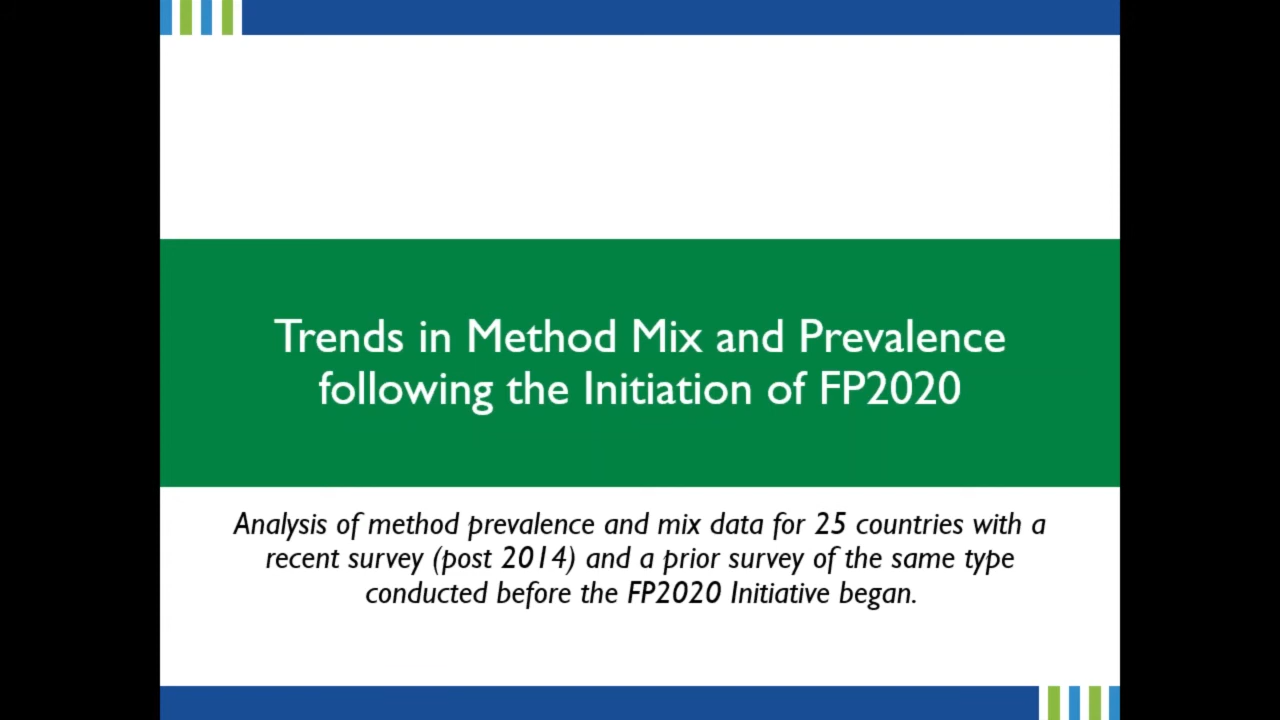 Trends in Method Mix and Prevalence
following the Initiation of FP2020
Analysis of method prevalence and mix data for 25 countries with a
recent survey (post 2014) and a prior survey of the same type
conducted before the FP2020 Initiative began.